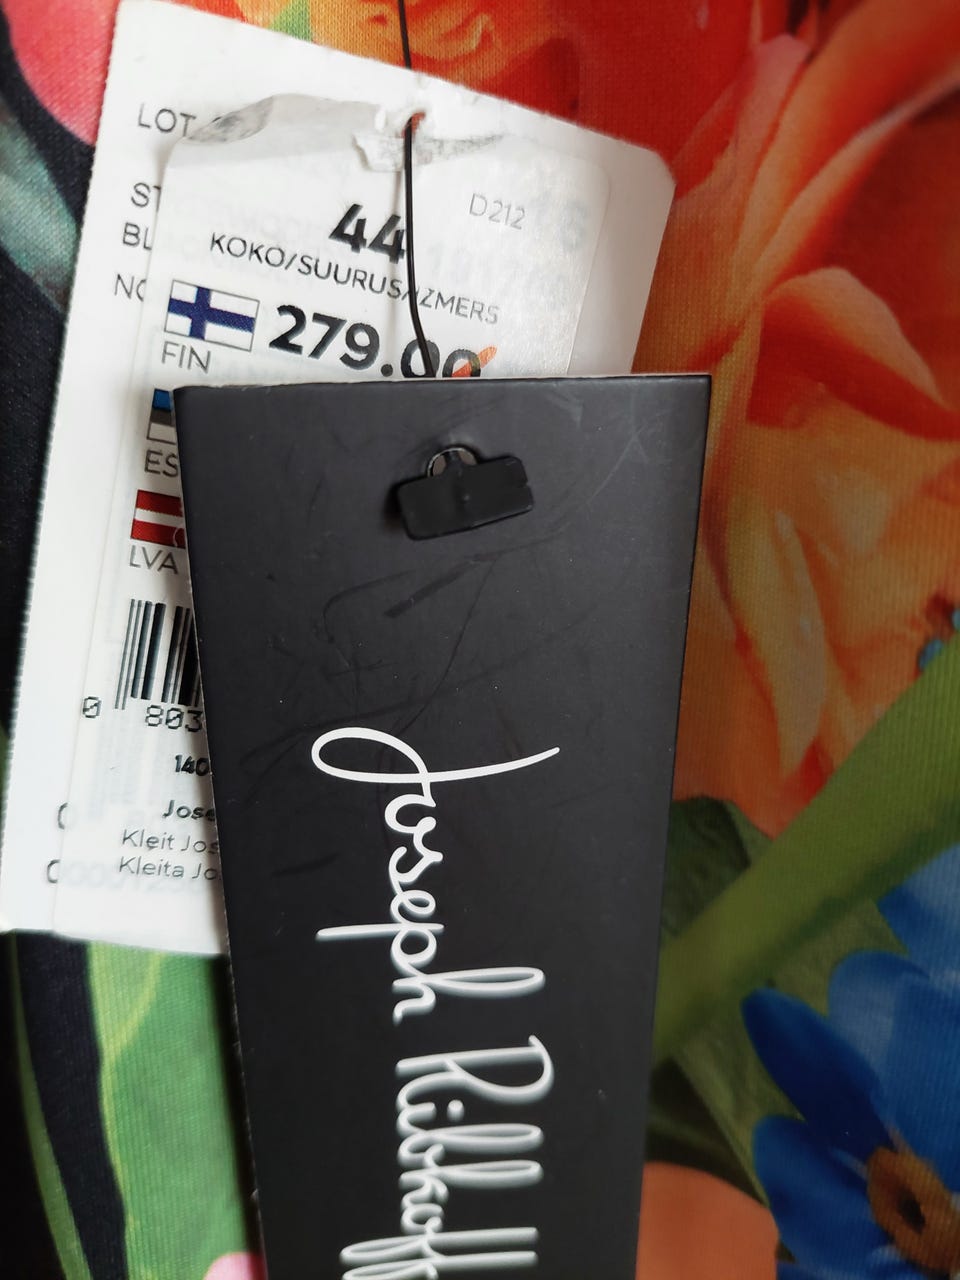 LOT
ST
BL
NO
D212
44
KOKO/SUURUS/IZMERS
279.00
FIN
ES
LVA
0 803
140
Jose
Kleit Jos
Kleita Jo
Joseph Ribkoff